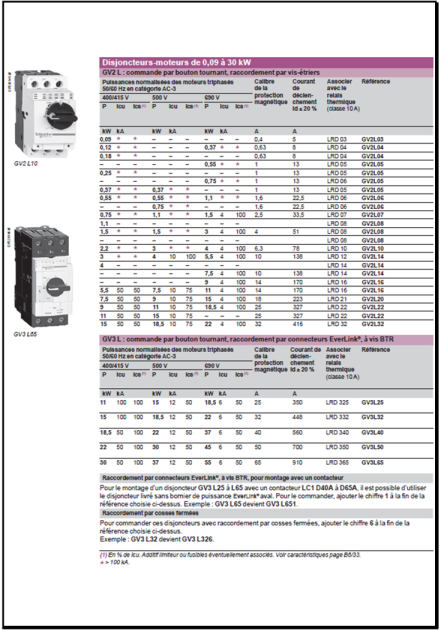 Disjoncteurs-moteurs de 0,09 à 30 kW
GV2 L : commande par bouton tournant, raccordement par vis-étriers
Puissances normalisées des moteurs triphasés 50/60 Hz en catégorie AC-3 Calibre de la protection magnétique Courant de déclenchement Id ± 20 % Associer avec le relais thermique (classe 10 A) Référence
400/415 V 500 V 690 V
P Icu Ics (1) P Icu Ics (1) P Icu Ics (1)
kW kA kW kA kW kA A A
0,09 * * – – – – – – 0,4 5 LRD 03 GV2L03
0,12 * * – – – 0,37 * * 0,63 8 LRD 04 GV2L04
0,18 * * – – – – – – 0,63 8 LRD 04 GV2L04
– – – – – – 0,55 * * 1 13 LRD 05 GV2L05
0,25 * * – – – – – – 1 13 LRD 05 GV2L05
– – – – – – 0,75 * * 1 13 LRD 06 GV2L05
0,37 * * 0,37 * * – – – 1 13 LRD 05 GV2L05
0,55 * * 0,55 * * 1,1 * * 1,6 22,5 LRD 06 GV2L06
– – – 0,75 * * – – – 1,6 22,5 LRD 06 GV2L06
0,75 * * 1,1 * * 1,5 4 100 2,5 33,5 LRD 07 GV2L07
1,1 – – – – – – – – LRD 08 GV2L08
1,5 * * 1,5 * * 3 4 100 4 51 LRD 08 GV2L08
– – – LRD 08 GV2L08
2,2 * * 3 * * 4 4 100 6,3 78 LRD 10 GV2L10
3 * * 4 10 100 5,5 4 100 10 138 LRD 12 GV2L14
4 – – – – – – – – LRD 14 GV2L14
– – – – – – 7,5 4 100 10 138 LRD 14 GV2L14
– – – – – – 9 4 100 14 170 LRD 16 GV2L16
5,5 50 50 7,5 10 75 11 4 100 14 170 LRD 16 GV2L16
7,5 50 50 9 10 75 15 4 100 18 223 LRD 21 GV2L20
9 50 50 11 10 75 18,5 4 100 25 327 LRD 22 GV2L22
11 50 50 15 10 75 – – – 25 327 LRD 22 GV2L22
15 50 50 18,5 10 75 22 4 100 32 416 LRD 32 GV2L32
GV2 L10
GV3 L : commande par bouton tournant, raccordement par connecteurs EverLink®, à vis BTR
Puissances normalisées des moteurs triphasés 50/60 Hz en catégorie AC-3 Calibre de la protection magnétique Courant de déclenchement Id ± 20 % Associer avec le relais thermique (classe 10 A) Référence
400/415 V 500 V 690 V
P Icu Ics (1) P Icu Ics (1) P Icu Ics (1)
kW kA kW kA kW kA A A
11 100 100 15 12 50 18,5 6 50 25 350 LRD 325 GV3L25
15 100 100 18,5 12 50 22 6 50 32 448 LRD 332 GV3L32
18,5 50 100 22 12 50 37 6 50 40 560 LRD 340 GV3L40
22 50 100 30 12 50 45 6 50 50 700 LRD 350 GV3L50
30 50 100 37 12 50 55 6 50 65 910 LRD 365 GV3L65
GV3 L65
Raccordement par connecteurs EverLink®, à vis BTR, pour montage avec un contacteur
Pour le montage d'un disjoncteur GV3 L25 à L65 avec un contacteur LC1 D40A à D65A, il est possible d'utiliser
le disjoncteur livré sans bornier de puissance EverLink® aval. Pour le commander, ajouter le chiffre 1 à la fin de la
référence choisie ci-dessus. Exemple : GV3 L65 devient GV3 L651.
Raccordement par cosses fermées
Pour commander ces disjoncteurs avec raccordement par cosses fermées, ajouter le chiffre 6 à la fin de la
référence choisie ci-dessus.
Exemple : GV3 L32 devient GV3 L326.
(1) En % de Icu. Additif limiteur ou fusibles éventuellement associés. Voir caractéristiques page B6/33.
* > 100 kA.